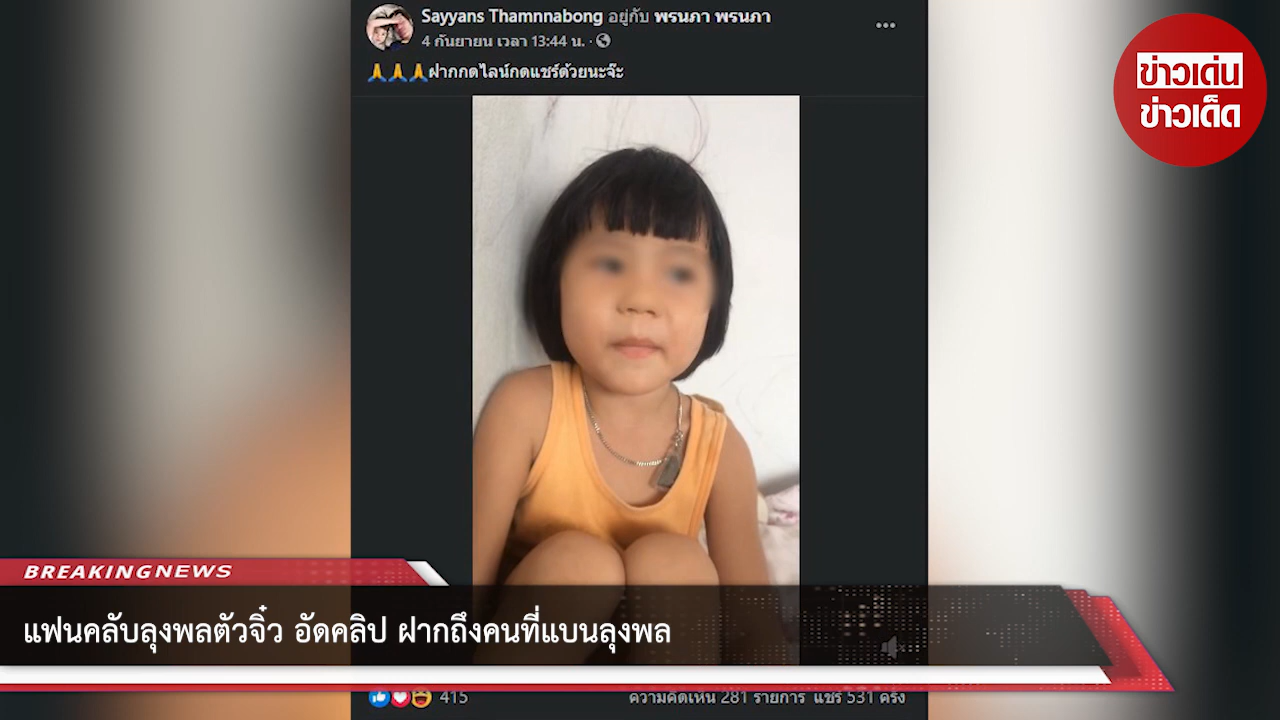 Sayyans Thamnnabong อยู่กับ พรนภา พรนภา
4 กันยายน เวลา 13:44 น. ·
🙏🙏🙏ฝากกดไลน์กดแชร์ด้วยนะจ๊ะ
ข่าวเด่น
ข่าวเด็ด
BREAKING NEWS
แฟนคลับลุงพลตัวจิ๋ว อัดคลิป ฝากถึงคนที่แบนลุงพล
415
ความคิดเห็น 281 รายการ แชร์ 531 ครั้ง